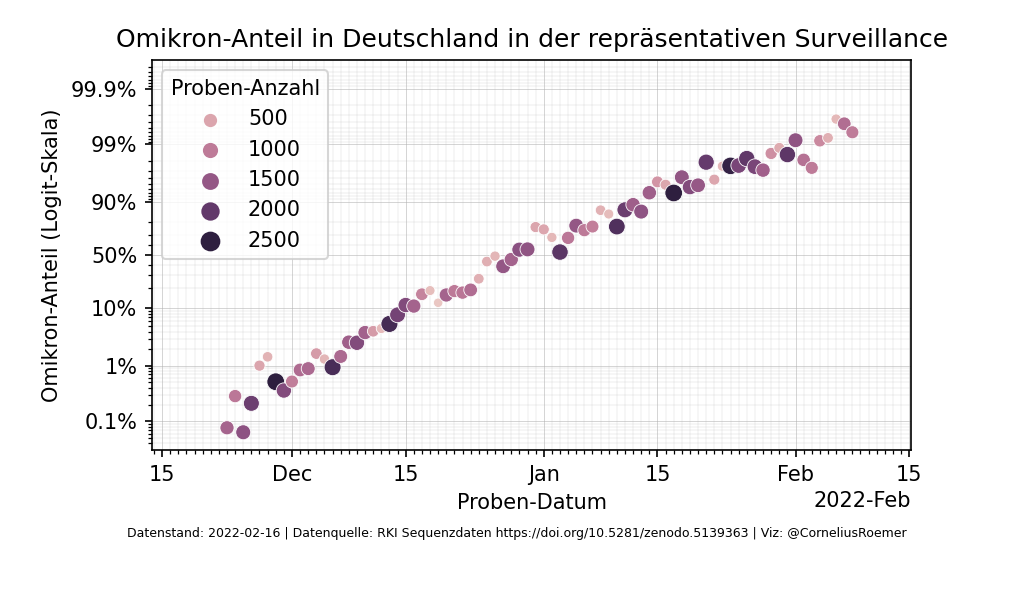 Omikron-Anteil in Deutschland in der repräsentativen Surveillance
Proben-Anzahl
500
1000
1500
2000
2500
Omikron-Anteil (Logit-Skala)
99.9%
99%
90%
50%
10%
1%
0.1%
15 Dec 15 Jan 15 Feb 15
Proben-Datum
2022-Feb
Datenstand: 2022-02-16 | Datenquelle: RKI Sequenzdaten https://doi.org/10.5281/zenodo.5139363 | Viz: @CorneliusRoemer